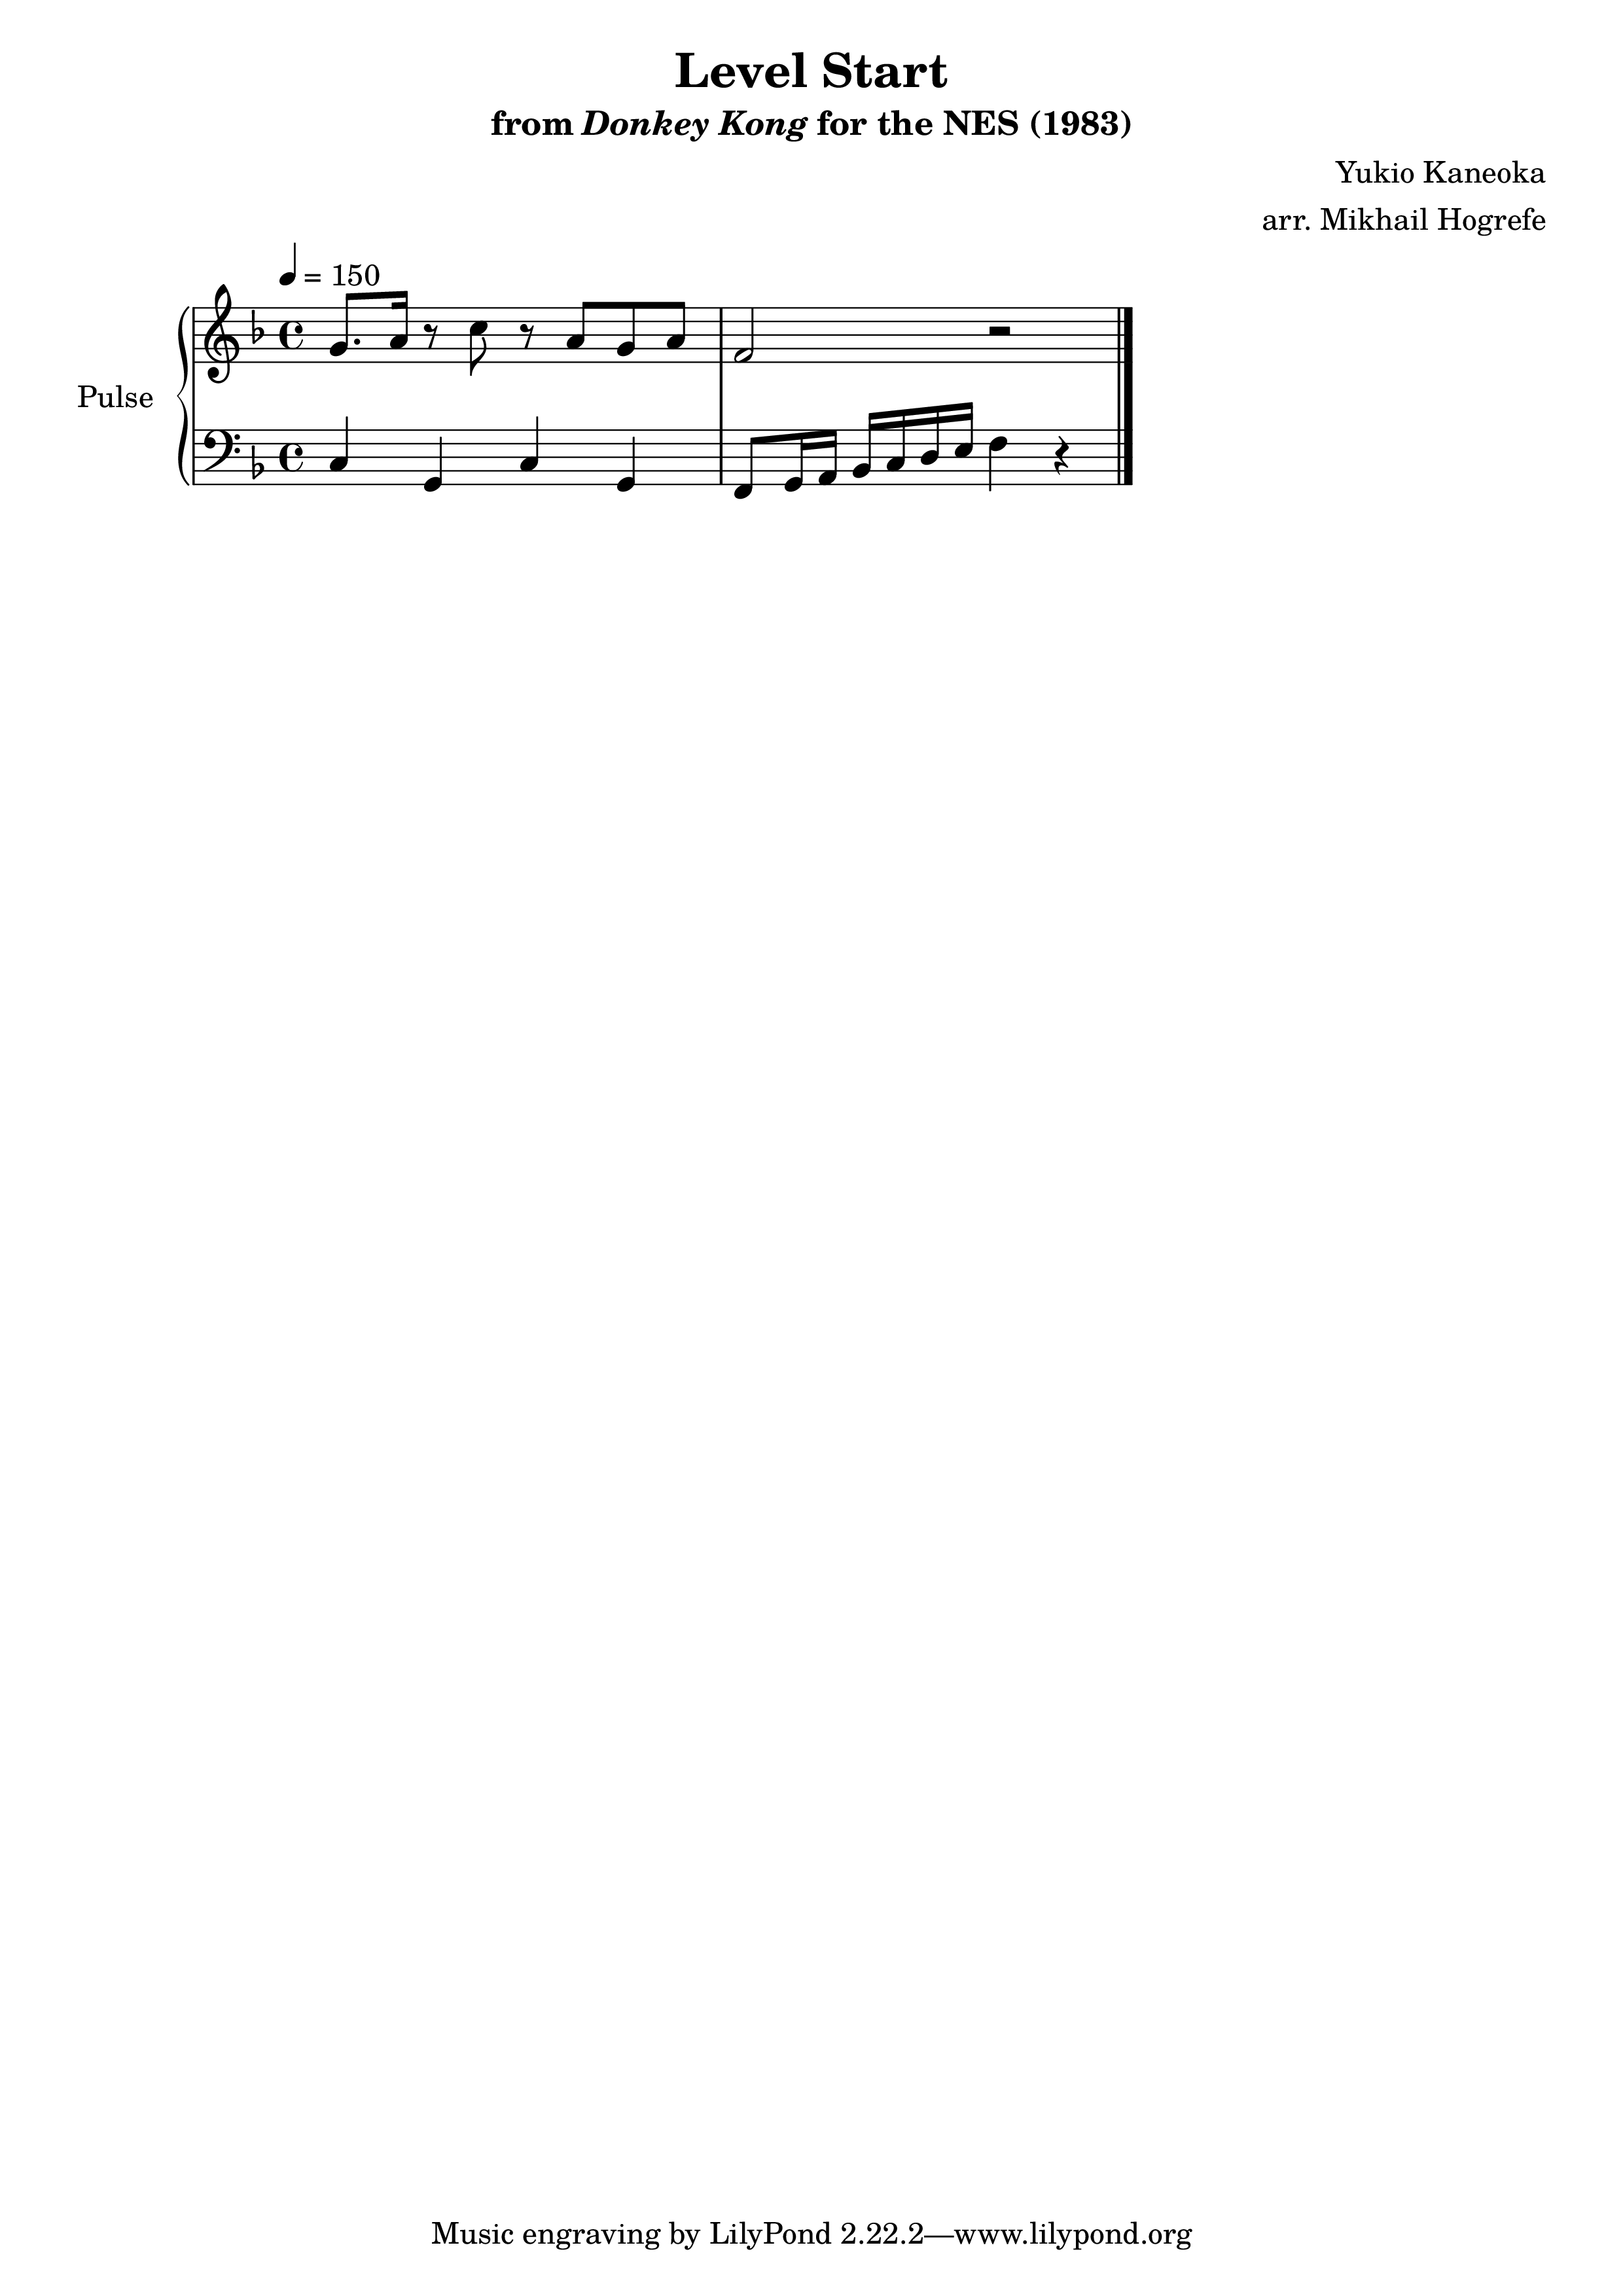 Level Start
from Donkey Kong for the NES (1983)
Yukio Kaneoka
arr. Mikhail Hogrefe
♩ = 150
Pulse
Music engraving by LilyPond 2.22.2—www.lilypond.org